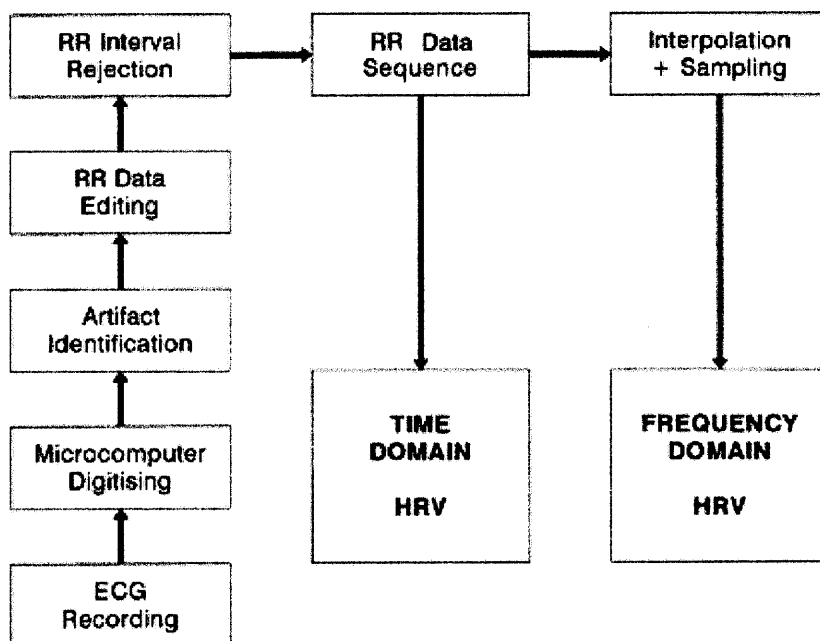 RR Interval
Rejection
RR Data
Sequence
Interpolation
+ Sampling
RR Data
Editing
Artifact
Identification
Microcomputer
Digitising
ECG
Recording
TIME
DOMAIN
HRV
FREQUENCY
DOMAIN
HRV